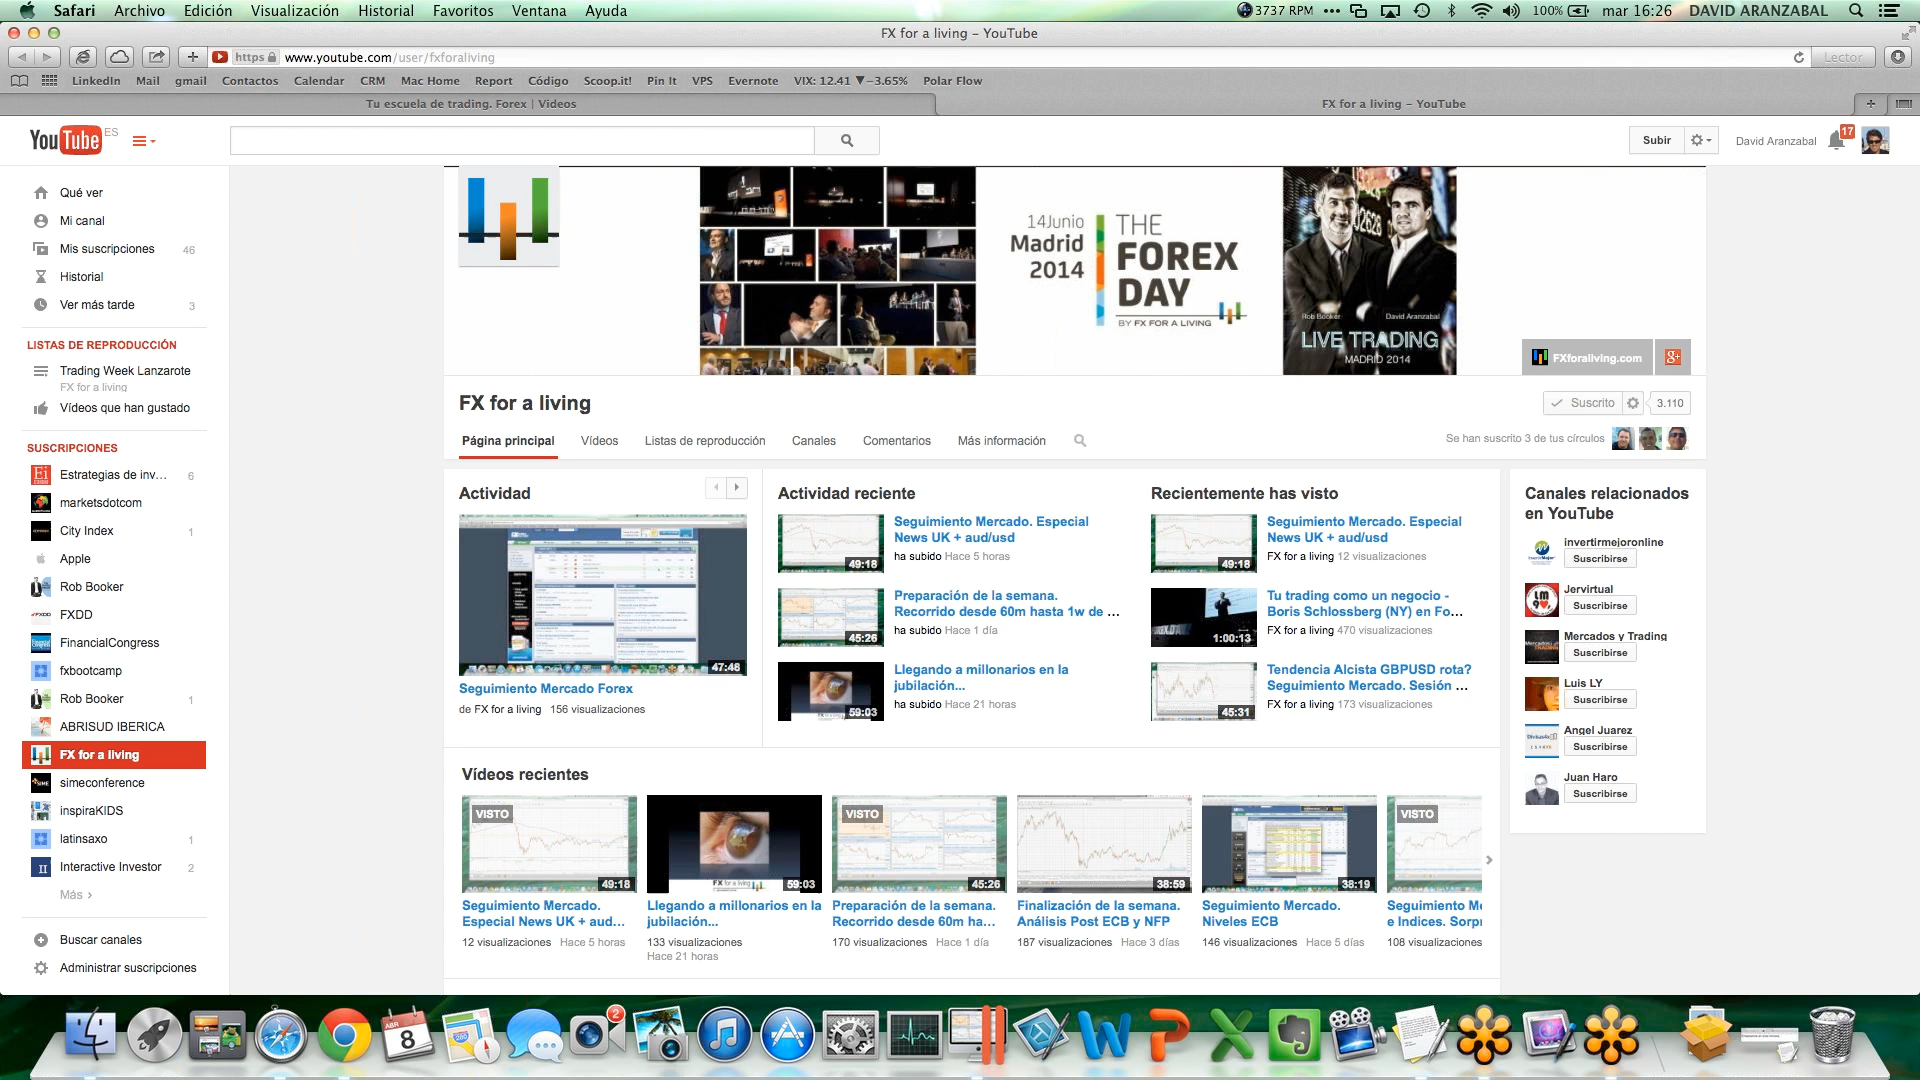 Safari Archivo Edición Visualización Historial Favoritos Ventana Ayuda
3737 RPM 100% mar 16:26 DAVID ARANZABAL
FX for a living – YouTube
https www.youtube.com/user/fxforaliving
Lector
LinkedIn Mail gmail Contactos Calendar CRM Mac Home Report Código Scoop.it! Pin It VPS Evernote VIX: 12.41 ▼−3.65% Polar Flow
Tu escuela de trading. Forex | Videos
FX for a living – YouTube
YouTube ES
Subir
David Aranzabal
17
Qué ver
Mi canal
Mis suscripciones 46
Historial
Ver más tarde 3
LISTAS DE REPRODUCCIÓN
Trading Week Lanzarote
FX for a living
Vídeos que han gustado
SUSCRIPCIONES
Estrategias de inv... 6
marketsdotcom
City Index 1
Apple
Rob Booker
FXDD
FinancialCongress
fxbootcamp
Rob Booker 1
ABRISUD IBERICA
FX for a living
simeconference
inspiraKIDS
latinsaxo 1
Interactive Investor 2
Más ›
Buscar canales
Administrar suscripciones
14Junio
Madrid
2014
THE
FOREX
DAY
BY FX FOR A LIVING
Rob Booker David Aranzabal
LIVE TRADING
MADRID 2014
FXforaliving.com
g+
FX for a living
Suscrito 3.110
Página principal Vídeos Listas de reproducción Canales Comentarios Más información
Se han suscrito 3 de tus círculos
Actividad
47:46
Seguimiento Mercado Forex
de FX for a living 156 visualizaciones
Actividad reciente
49:18
Seguimiento Mercado. Especial
News UK + aud/usd
ha subido Hace 5 horas
45:26
Preparación de la semana.
Recorrido desde 60m hasta 1w de ...
ha subido Hace 1 día
59:03
Llegando a millonarios en la
jubilación...
ha subido Hace 21 horas
Recientemente has visto
49:18
Seguimiento Mercado. Especial
News UK + aud/usd
FX for a living 12 visualizaciones
1:00:13
Tu trading como un negocio -
Boris Schlossberg (NY) en Fo...
FX for a living 470 visualizaciones
45:31
Tendencia Alcista GBPUSD rota?
Seguimiento Mercado. Sesión ...
FX for a living 173 visualizaciones
Canales relacionados
en YouTube
invertirmejoronline
Suscribirse
Jervirtual
Suscribirse
Mercados y Trading
Suscribirse
Luis LY
Suscribirse
Angel Juarez
Suscribirse
Juan Haro
Suscribirse
Vídeos recientes
VISTO
49:18
Seguimiento Mercado.
Especial News UK + aud...
12 visualizaciones Hace 5 horas
FX for a living
59:03
Llegando a millonarios en la
jubilación...
133 visualizaciones
Hace 21 horas
VISTO
45:26
Preparación de la semana.
Recorrido desde 60m ha...
170 visualizaciones Hace 1 día
38:59
Finalización de la semana.
Análisis Post ECB y NFP
187 visualizaciones Hace 3 días
38:19
Seguimiento Mercado.
Niveles ECB
146 visualizaciones Hace 5 días
VISTO
Seguimiento Me
e Indices. Sorpr
108 visualizaciones
ABR
8
2